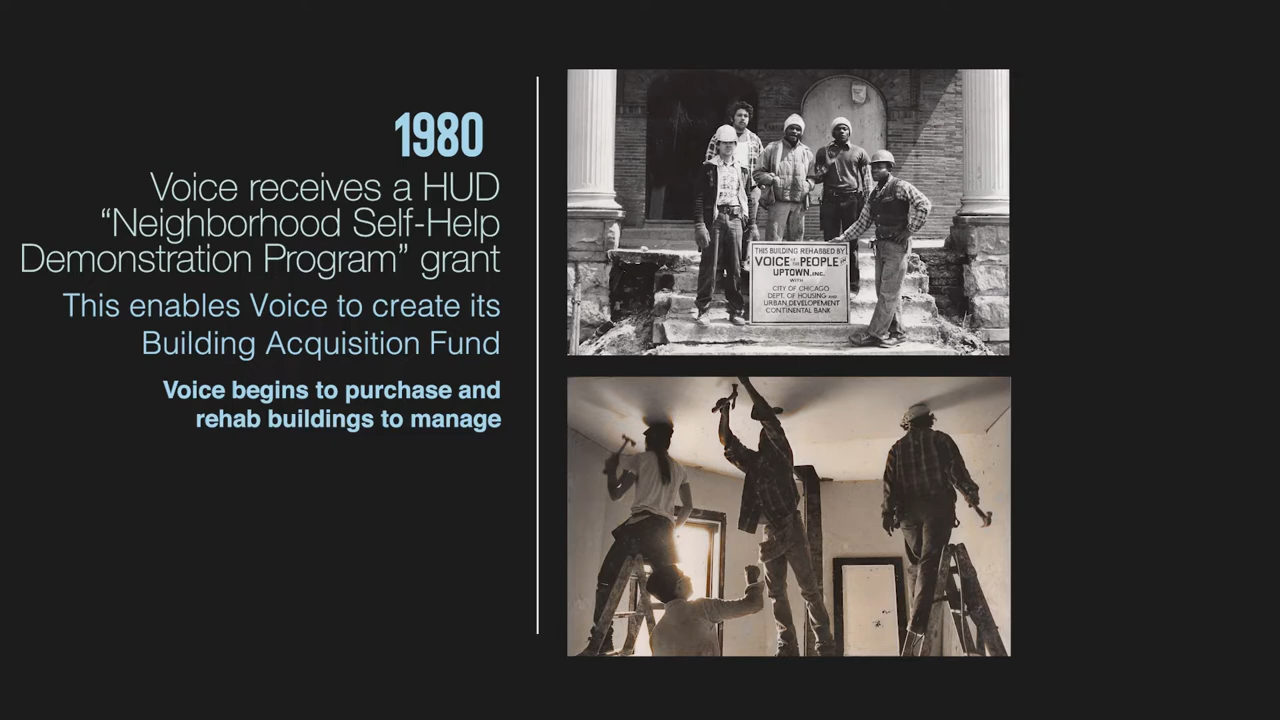 1980
Voice receives a HUD
“Neighborhood Self-Help
Demonstration Program” grant
This enables Voice to create its
Building Acquisition Fund
Voice begins to purchase and
rehab buildings to manage
THIS BUILDING REHABBED BY
VOICE OF THE PEOPLE IN
UPTOWN, INC.
WITH
CITY OF CHICAGO
DEPT. OF HOUSING AND
URBAN DEVELOPEMENT
CONTINENTAL BANK